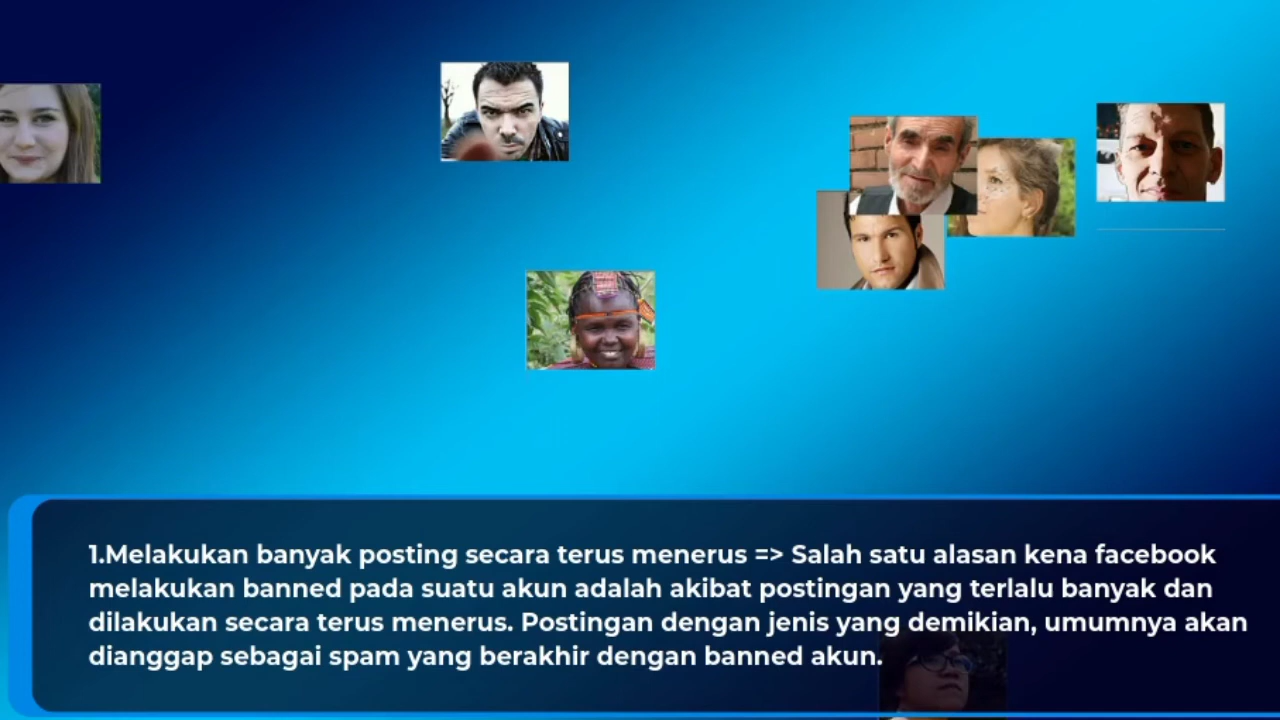 1.Melakukan banyak posting secara terus menerus => Salah satu alasan kena facebook
melakukan banned pada suatu akun adalah akibat postingan yang terlalu banyak dan
dilakukan secara terus menerus. Postingan dengan jenis yang demikian, umumnya akan
dianggap sebagai spam yang berakhir dengan banned akun.